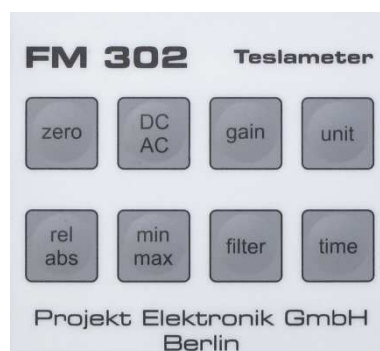 FM 302 Teslameter
zero DC AC gain unit
rel abs min max filter time
Projekt Elektronik GmbH
Berlin